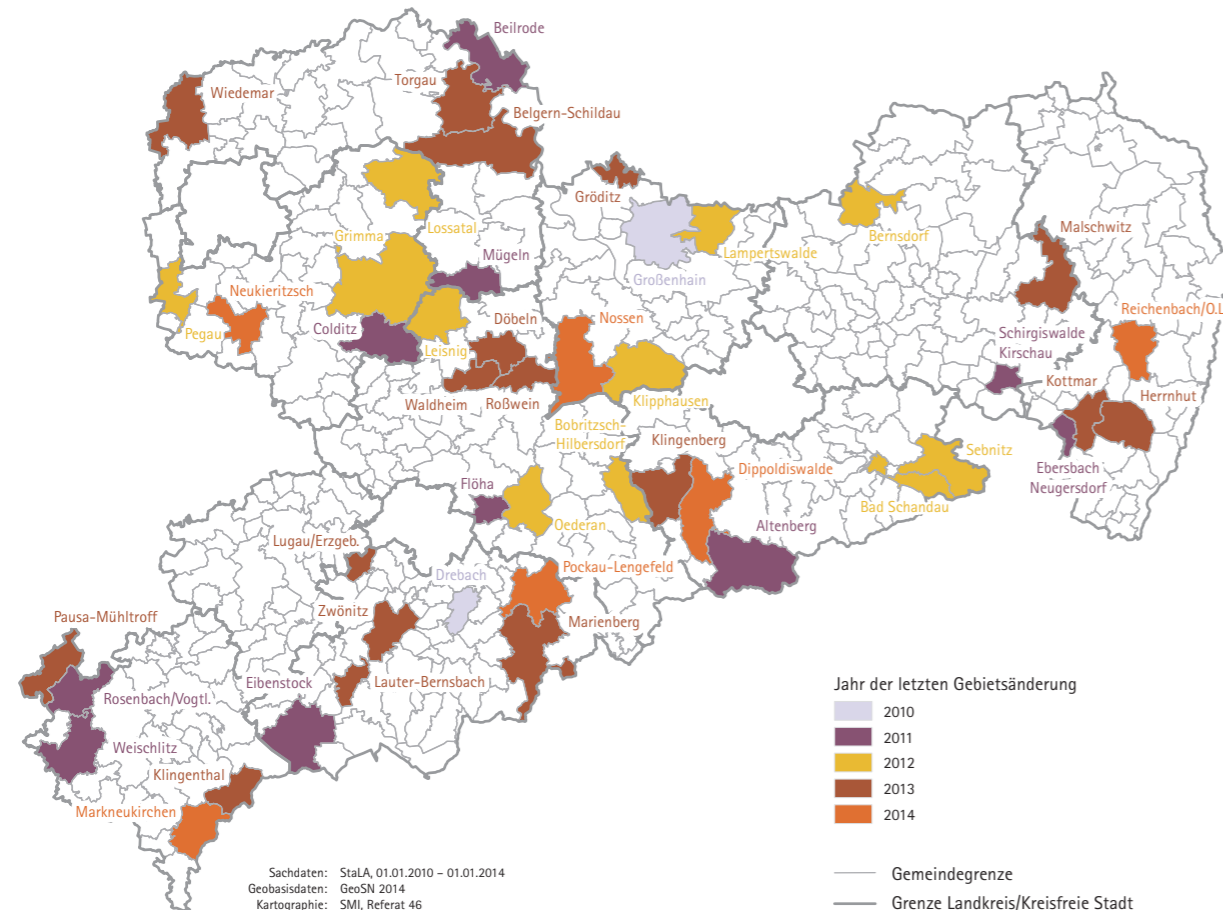 Beilrode
Torgau
Wiedemar
Belgern-Schildau
Gröditz
Grimma
Lossatal
Lampertswalde
Bernsdorf
Malschwitz
Mügeln
Großenhain
Neukieritzsch
Pegau
Colditz
Döbeln
Nossen
Leisnig
Reichenbach/O.L
Schirgiswalde
Kirschau
Kottmar
Herrnhut
Waldheim
Roßwein
Klipphausen
Bobritzsch-
Hilbersdorf
Klingenberg
Dippoldiswalde
Sebnitz
Ebersbach
Neugersdorf
Bad Schandau
Flöha
Oederan
Altenberg
Lugau/Erzgeb.
Drebach
Pockau-Lengefeld
Zwönitz
Marienberg
Pausa-Mühltroff
Eibenstock
Lauter-Bernsbach
Rosenbach/Vogtl.
Weischlitz
Klingenthal
Markneukirchen
Jahr der letzten Gebietsänderung
2010
2011
2012
2013
2014
Gemeindegrenze
Grenze Landkreis/Kreisfreie Stadt
Sachdaten: StaLA, 01.01.2010 – 01.01.2014
Geobasisdaten: GeoSN 2014
Kartographie: SMI, Referat 46